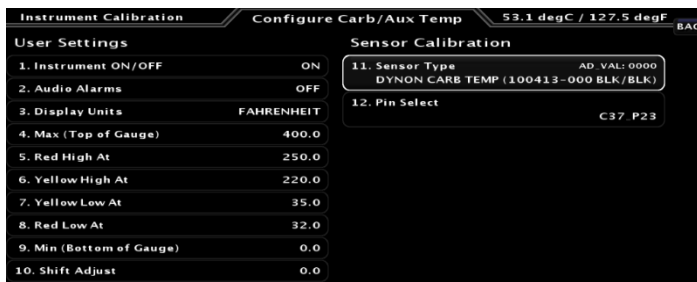 Instrument Calibration
Configure Carb/Aux Temp
53.1 degC / 127.5 degF
User Settings
1. Instrument ON/OFF ON
2. Audio Alarms OFF
3. Display Units FAHRENHEIT
4. Max (Top of Gauge) 400.0
5. Red High At 250.0
6. Yellow High At 220.0
7. Yellow Low At 35.0
8. Red Low At 32.0
9. Min (Bottom of Gauge) 0.0
10. Shift Adjust 0.0
Sensor Calibration
11. Sensor Type AD_VAL: 0000
DYNON CARB TEMP (100413-000 BLK/BLK)
12. Pin Select
C37_P23